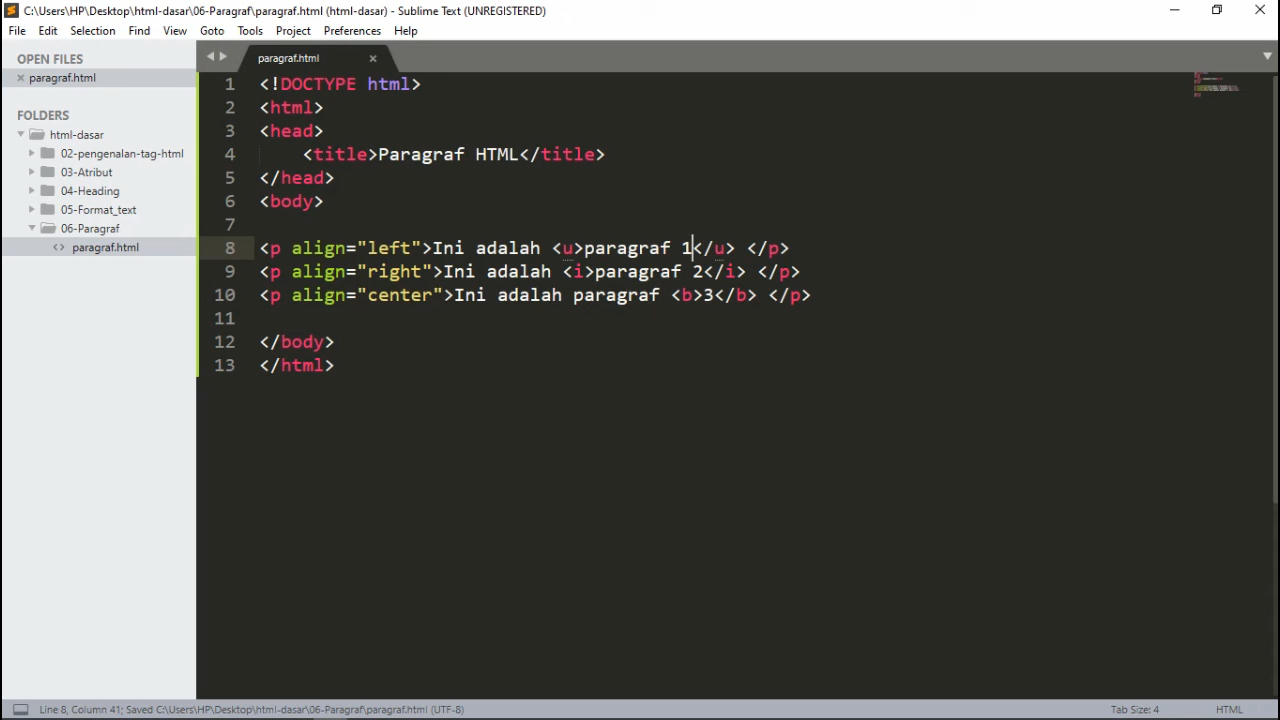 C:\Users\HP\Desktop\html-dasar\06-Paragraf\paragraf.html (html-dasar) - Sublime Text (UNREGISTERED)
File Edit Selection Find View Goto Tools Project Preferences Help
OPEN FILES
paragraf.html
FOLDERS
html-dasar
02-pengenalan-tag-html
03-Atribut
04-Heading
05-Format_text
06-Paragraf
paragraf.html
paragraf.html
1 <!DOCTYPE html>
2 <html>
3 <head>
4 <title>Paragraf HTML</title>
5 </head>
6 <body>
7
8 <p align="left">Ini adalah <u>paragraf 1</u> </p>
9 <p align="right">Ini adalah <i>paragraf 2</i> </p>
10 <p align="center">Ini adalah paragraf <b>3</b> </p>
11
12 </body>
13 </html>
Line 8, Column 41; Saved C:\Users\HP\Desktop\html-dasar\06-Paragraf\paragraf.html (UTF-8)
Tab Size: 4
HTML